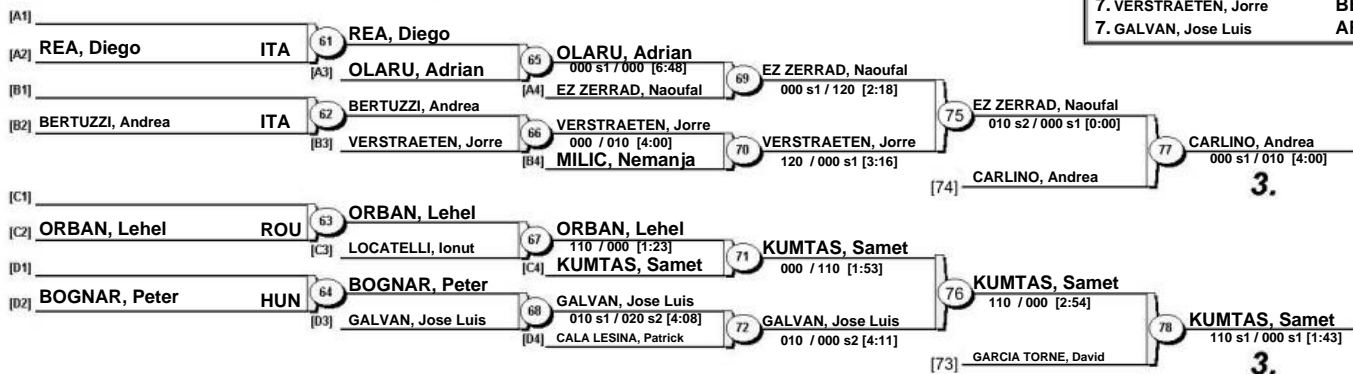 7. VERSTRAETEN, Jorre
7. GALVAN, Jose Luis
[A1]
[A2] REA, Diego ITA
61
REA, Diego
[A3] OLARU, Adrian
65
OLARU, Adrian
000 s1 / 000 [6:48]
[A4] EZ ZERRAD, Naoufal
69
EZ ZERRAD, Naoufal
000 s1 / 120 [2:18]
[B1]
[B2] BERTUZZI, Andrea ITA
62
BERTUZZI, Andrea
[B3] VERSTRAETEN, Jorre
66
VERSTRAETEN, Jorre
000 / 010 [4:00]
[B4] MILIC, Nemanja
70
VERSTRAETEN, Jorre
120 / 000 s1 [3:16]
75
EZ ZERRAD, Naoufal
010 s2 / 000 s1 [0:00]
[74] CARLINO, Andrea
77
CARLINO, Andrea
000 s1 / 010 [4:00]
3.
[C1]
[C2] ORBAN, Lehel ROU
63
ORBAN, Lehel
[C3] LOCATELLI, Ionut
67
ORBAN, Lehel
110 / 000 [1:23]
[C4] KUMTAS, Samet
71
KUMTAS, Samet
000 / 110 [1:53]
[D1]
[D2] BOGNAR, Peter HUN
64
BOGNAR, Peter
[D3] GALVAN, Jose Luis
68
GALVAN, Jose Luis
010 s1 / 020 s2 [4:08]
[D4] CALA LESINA, Patrick
72
GALVAN, Jose Luis
010 / 000 s2 [4:11]
76
KUMTAS, Samet
110 / 000 [2:54]
[73] GARCIA TORNE, David
78
KUMTAS, Samet
110 s1 / 000 s1 [1:43]
3.